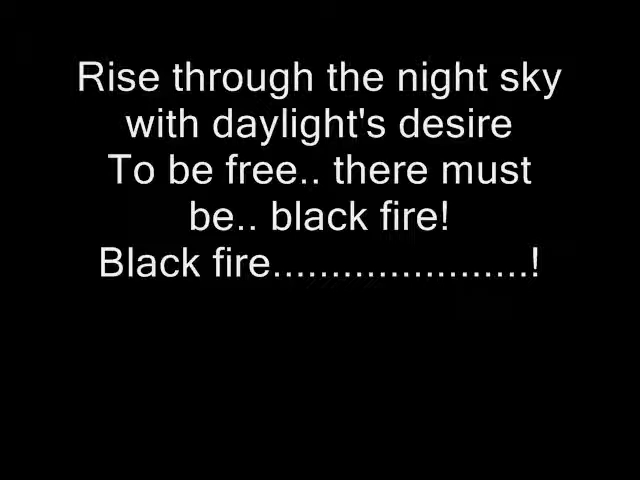 Rise through the night sky
with daylight's desire
To be free.. there must
be.. black fire!
Black fire......................!